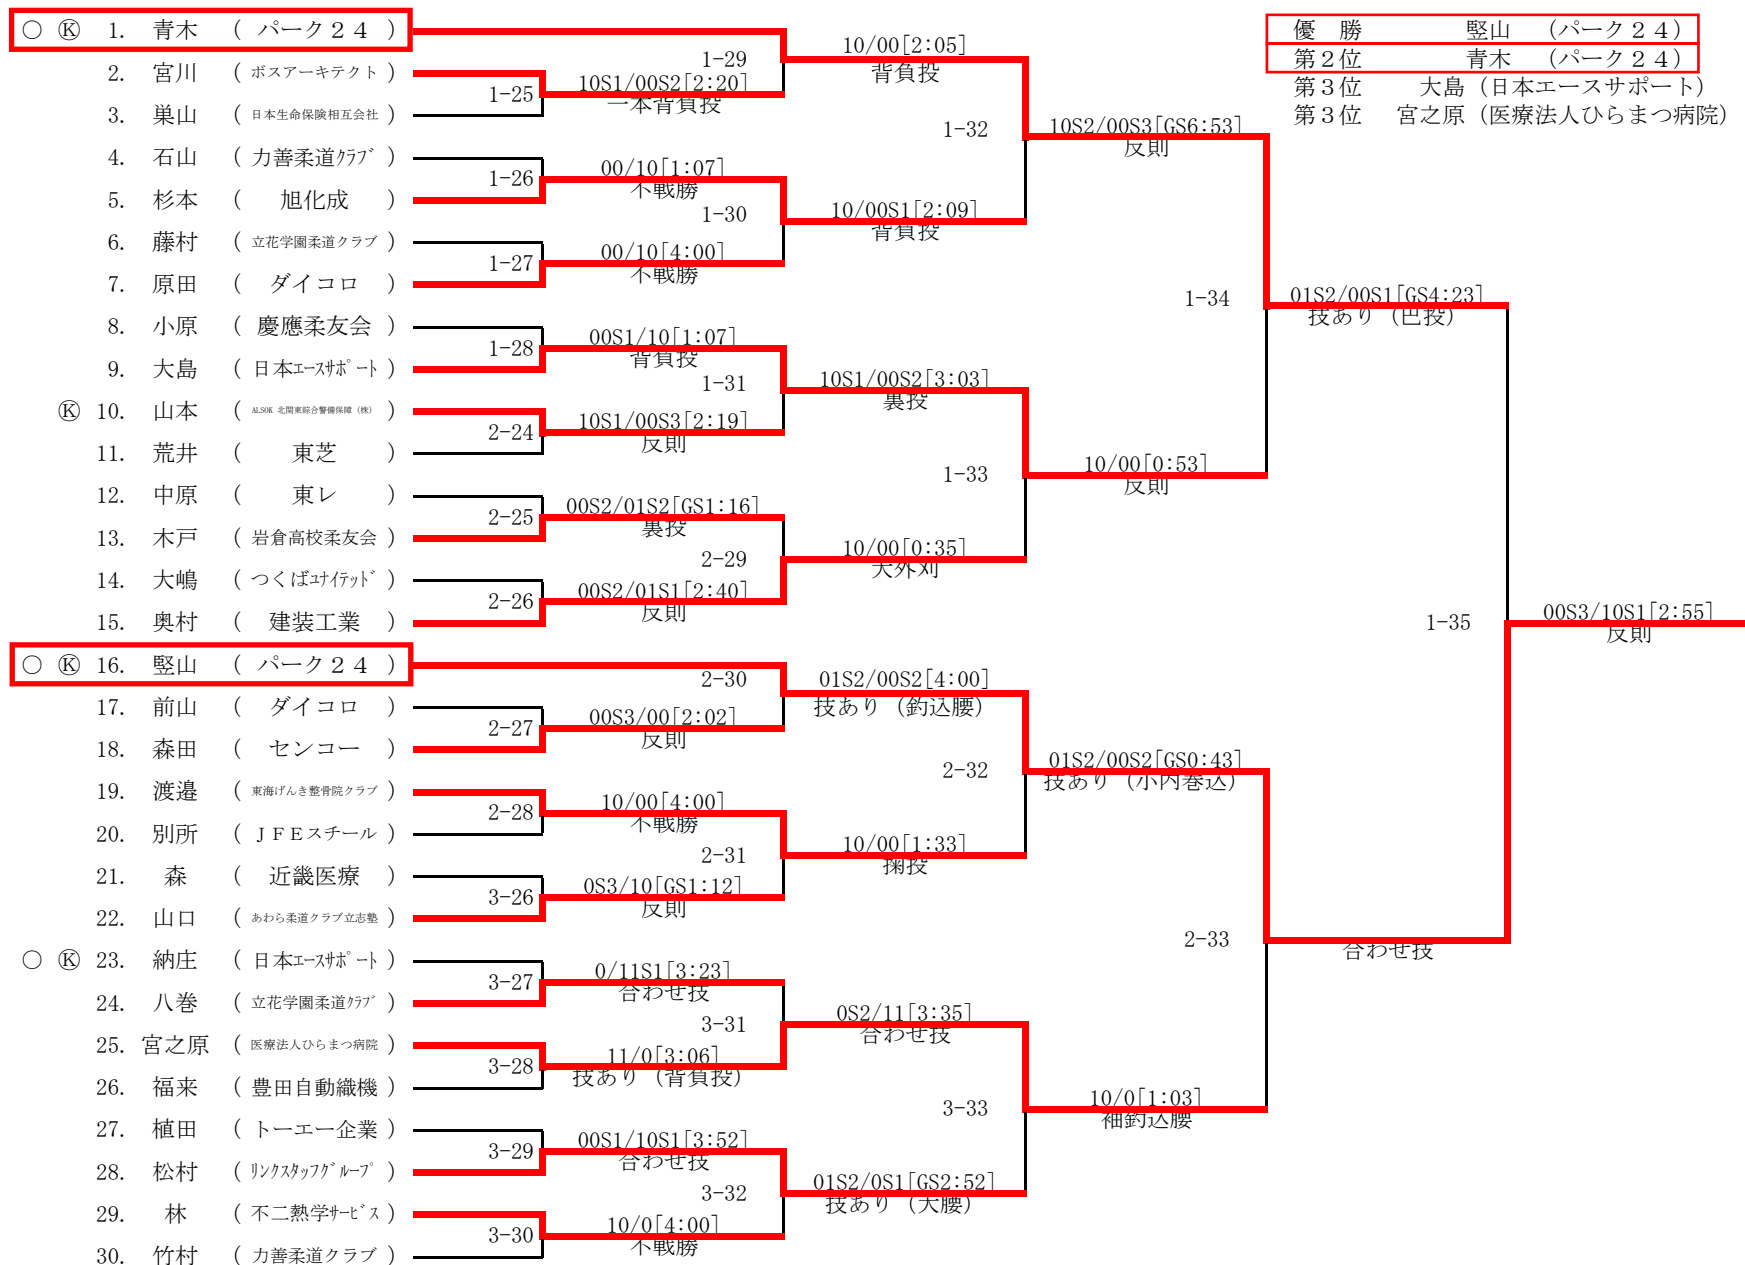 ○ Ⓚ 1. 青木 ( パーク２４ )
2. 宮川 ( ボスアーキテクト )
3. 巣山 ( 日本生命保険相互会社 )
4. 石山 ( 力善柔道ｸﾗﾌﾞ )
5. 杉本 ( 旭化成 )
6. 藤村 ( 立花学園柔道クラブ )
7. 原田 ( ダイコロ )
8. 小原 ( 慶應柔友会 )
9. 大島 ( 日本ｴｰｽｻﾎﾟｰﾄ )
Ⓚ 10. 山本 ( ALSOK 北関東綜合警備保障（株） )
11. 荒井 ( 東芝 )
12. 中原 ( 東レ )
13. 木戸 ( 岩倉高校柔友会 )
14. 大嶋 ( つくばﾕﾅｲﾃｯﾄﾞ )
15. 奥村 ( 建装工業 )
○ Ⓚ 16. 堅山 ( パーク２４ )
17. 前山 ( ダイコロ )
18. 森田 ( センコー )
19. 渡邉 ( 東海げんき整骨院クラブ )
20. 別所 ( ＪＦＥスチール )
21. 森 ( 近畿医療 )
22. 山口 ( あわら柔道クラブ立志塾 )
○ Ⓚ 23. 納庄 ( 日本ｴｰｽｻﾎﾟｰﾄ )
24. 八巻 ( 立花学園柔道ｸﾗﾌﾞ )
25. 宮之原 ( 医療法人ひらまつ病院 )
26. 福来 ( 豊田自動織機 )
27. 植田 ( トーエー企業 )
28. 松村 ( ﾘﾝｸｽﾀｯﾌｸﾞﾙｰﾌﾟ )
29. 林 ( 不二熱学ｻｰﾋﾞｽ )
30. 竹村 ( 力善柔道クラブ )
1-25
1-26
1-27
1-28
2-24
2-25
2-26
2-27
2-28
3-26
3-27
3-28
3-29
3-30
1-29
10S1/00S2[2:20]
一本背負投
00/10[1:07]
不戦勝
1-30
00/10[4:00]
不戦勝
00S1/10[1:07]
背負投
1-31
10S1/00S3[2:19]
反則
00S2/01S2[GS1:16]
裏投
2-29
00S2/01S1[2:40]
反則
2-30
00S3/00[2:02]
反則
10/00[4:00]
不戦勝
2-31
0S3/10[GS1:12]
反則
0/11S1[3:23]
合わせ技
3-31
11/0[3:06]
技あり（背負投）
00S1/10S1[3:52]
合わせ技
3-32
10/0[4:00]
不戦勝
10/00[2:05]
背負投
1-32
10/00S1[2:09]
背負投
10S1/00S2[3:03]
裏投
1-33
10/00[0:35]
大外刈
01S2/00S2[4:00]
技あり（釣込腰）
2-32
10/00[1:33]
掬投
0S2/11[3:35]
合わせ技
3-33
01S2/0S1[GS2:52]
技あり（大腰）
10S2/00S3[GS6:53]
反則
1-34
10/00[0:53]
反則
01S2/00S2[GS0:43]
技あり（小内巻込）
2-33
10/0[1:03]
袖釣込腰
01S2/00S1[GS4:23]
技あり（巴投）
1-35
合わせ技
00S3/10S1[2:55]
反則
優　勝 堅山 （パーク２４）
第２位 青木 （パーク２４）
第３位 大島（日本エースサポート）
第３位 宮之原（医療法人ひらまつ病院）